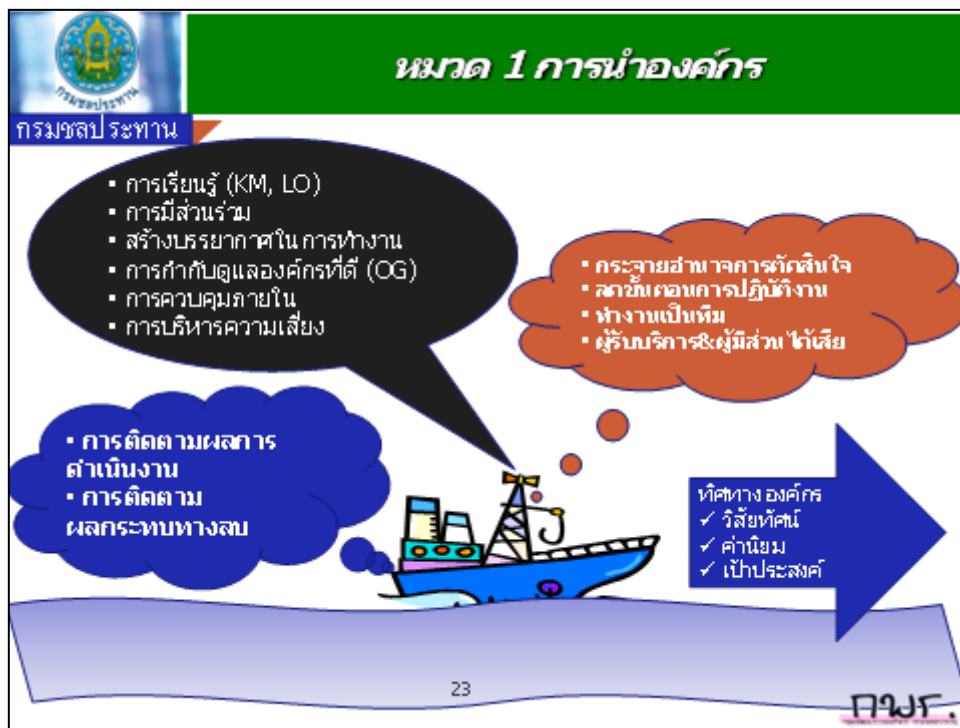 หมวด 1 การนำองค์กร
กรมชลประทาน
กรมชลประทาน
▪ การเรียนรู้ (KM, LO)
▪ การมีส่วนร่วม
▪ สร้างบรรยากาศในการทำงาน
▪ การกำกับดูแลองค์กรที่ดี (OG)
▪ การควบคุมภายใน
▪ การบริหารความเสี่ยง
▪ กระจายอำนาจการตัดสินใจ
▪ ลดขั้นตอนการปฏิบัติงาน
▪ ทำงานเป็นทีม
▪ ผู้รับบริการ&ผู้มีส่วนได้เสีย
▪ การติดตามผลการ
ดำเนินงาน
▪ การติดตาม
ผลกระทบทางลบ
ทิศทางองค์กร
✓ วิสัยทัศน์
✓ ค่านิยม
✓ เป้าประสงค์
23
กพร.